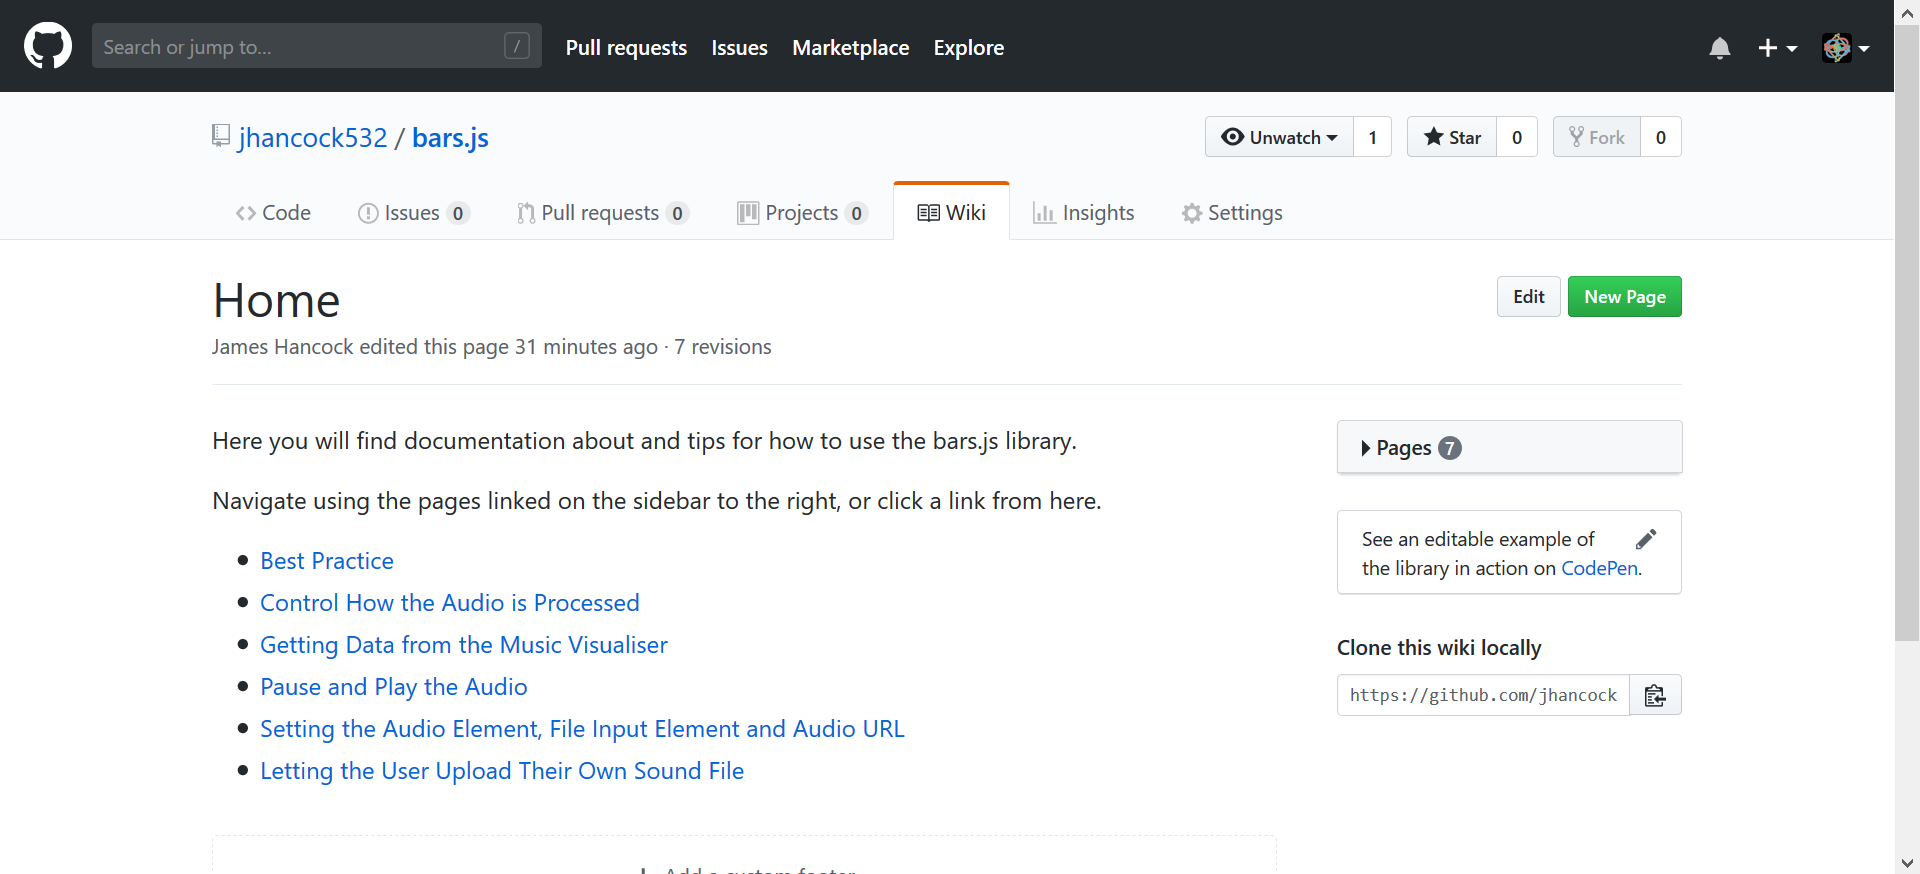 Search or jump to... /
Pull requests Issues Marketplace Explore
jhancock532 / bars.js
Unwatch 1 Star 0 Fork 0
Code Issues 0 Pull requests 0 Projects 0 Wiki Insights Settings
Home
Edit New Page
James Hancock edited this page 31 minutes ago · 7 revisions
Here you will find documentation about and tips for how to use the bars.js library.
Navigate using the pages linked on the sidebar to the right, or click a link from here.
Best Practice
Control How the Audio is Processed
Getting Data from the Music Visualiser
Pause and Play the Audio
Setting the Audio Element, File Input Element and Audio URL
Letting the User Upload Their Own Sound File
Pages 7
See an editable example of
the library in action on CodePen.
Clone this wiki locally
https://github.com/jhancock
Add a custom footer